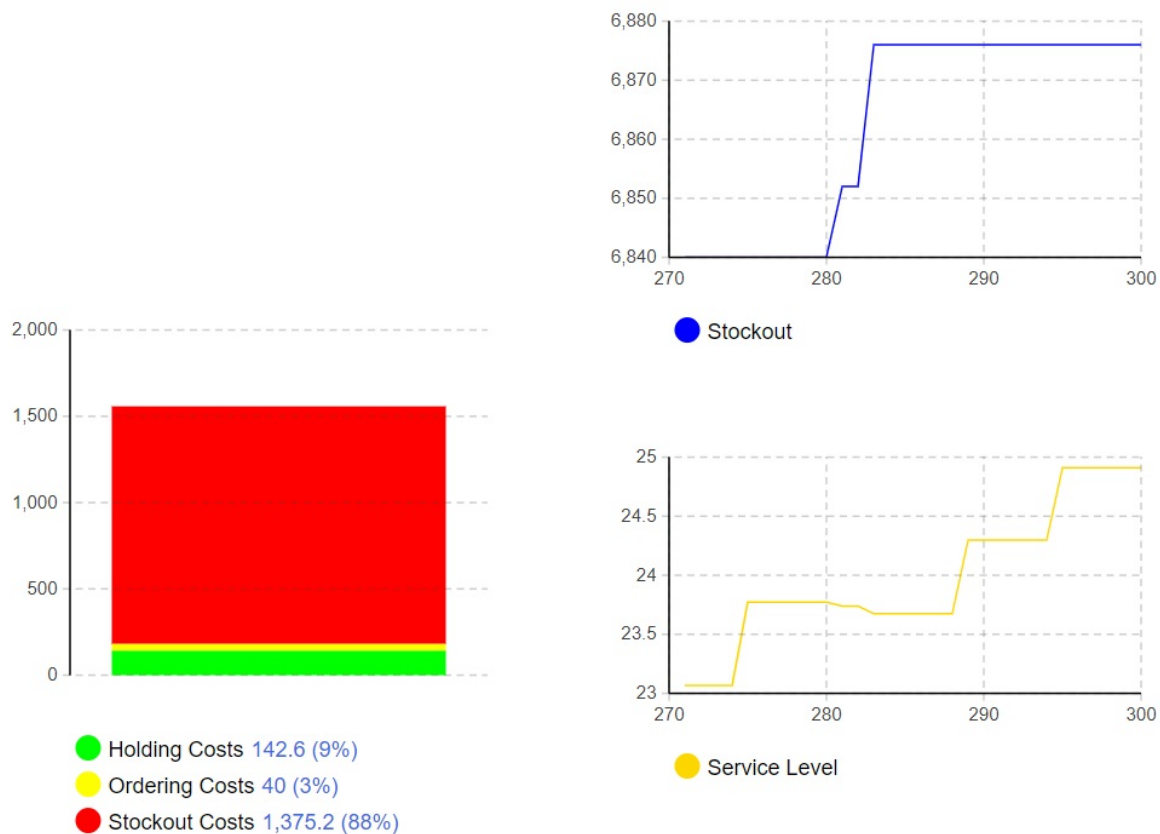 6,880
6,870
6,860
6,850
6,840
270 280 290 300
Stockout
2,000
1,500
1,000
500
0
Holding Costs 142.6 (9%)
Ordering Costs 40 (3%)
Stockout Costs 1,375.2 (88%)
25
24.5
24
23.5
23
270 280 290 300
Service Level